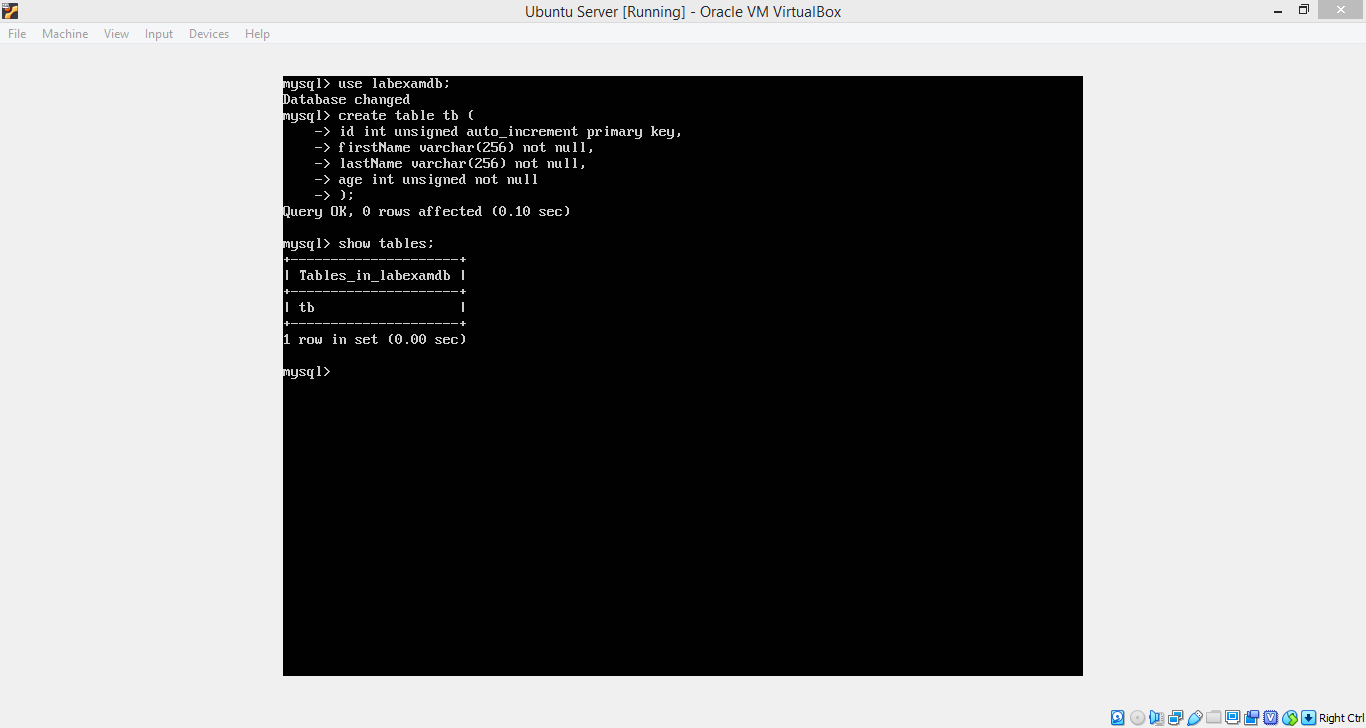 Ubuntu Server [Running] - Oracle VM VirtualBox
File Machine View Input Devices Help
mysql> use labexamdb;
Database changed
mysql> create table tb (
    -> id int unsigned auto_increment primary key,
    -> firstName varchar(256) not null,
    -> lastName varchar(256) not null,
    -> age int unsigned not null
    -> );
Query OK, 0 rows affected (0.10 sec)
mysql> show tables;
+---------------------+
| Tables_in_labexamdb |
+---------------------+
| tb                  |
+---------------------+
1 row in set (0.00 sec)
mysql>
Right Ctrl